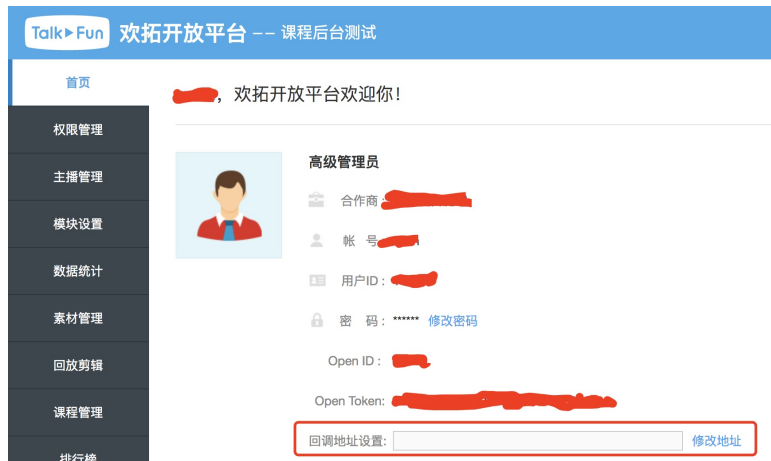 Talk Fun 欢拓开放平台 -- 课程后台测试
首页
，欢拓开放平台欢迎你！
权限管理
主播管理
模块设置
数据统计
素材管理
回放剪辑
课程管理
排行榜
高级管理员
合作商：
帐 号
用户ID：
密 码：****** 修改密码
Open ID：
Open Token:
回调地址设置: 修改地址